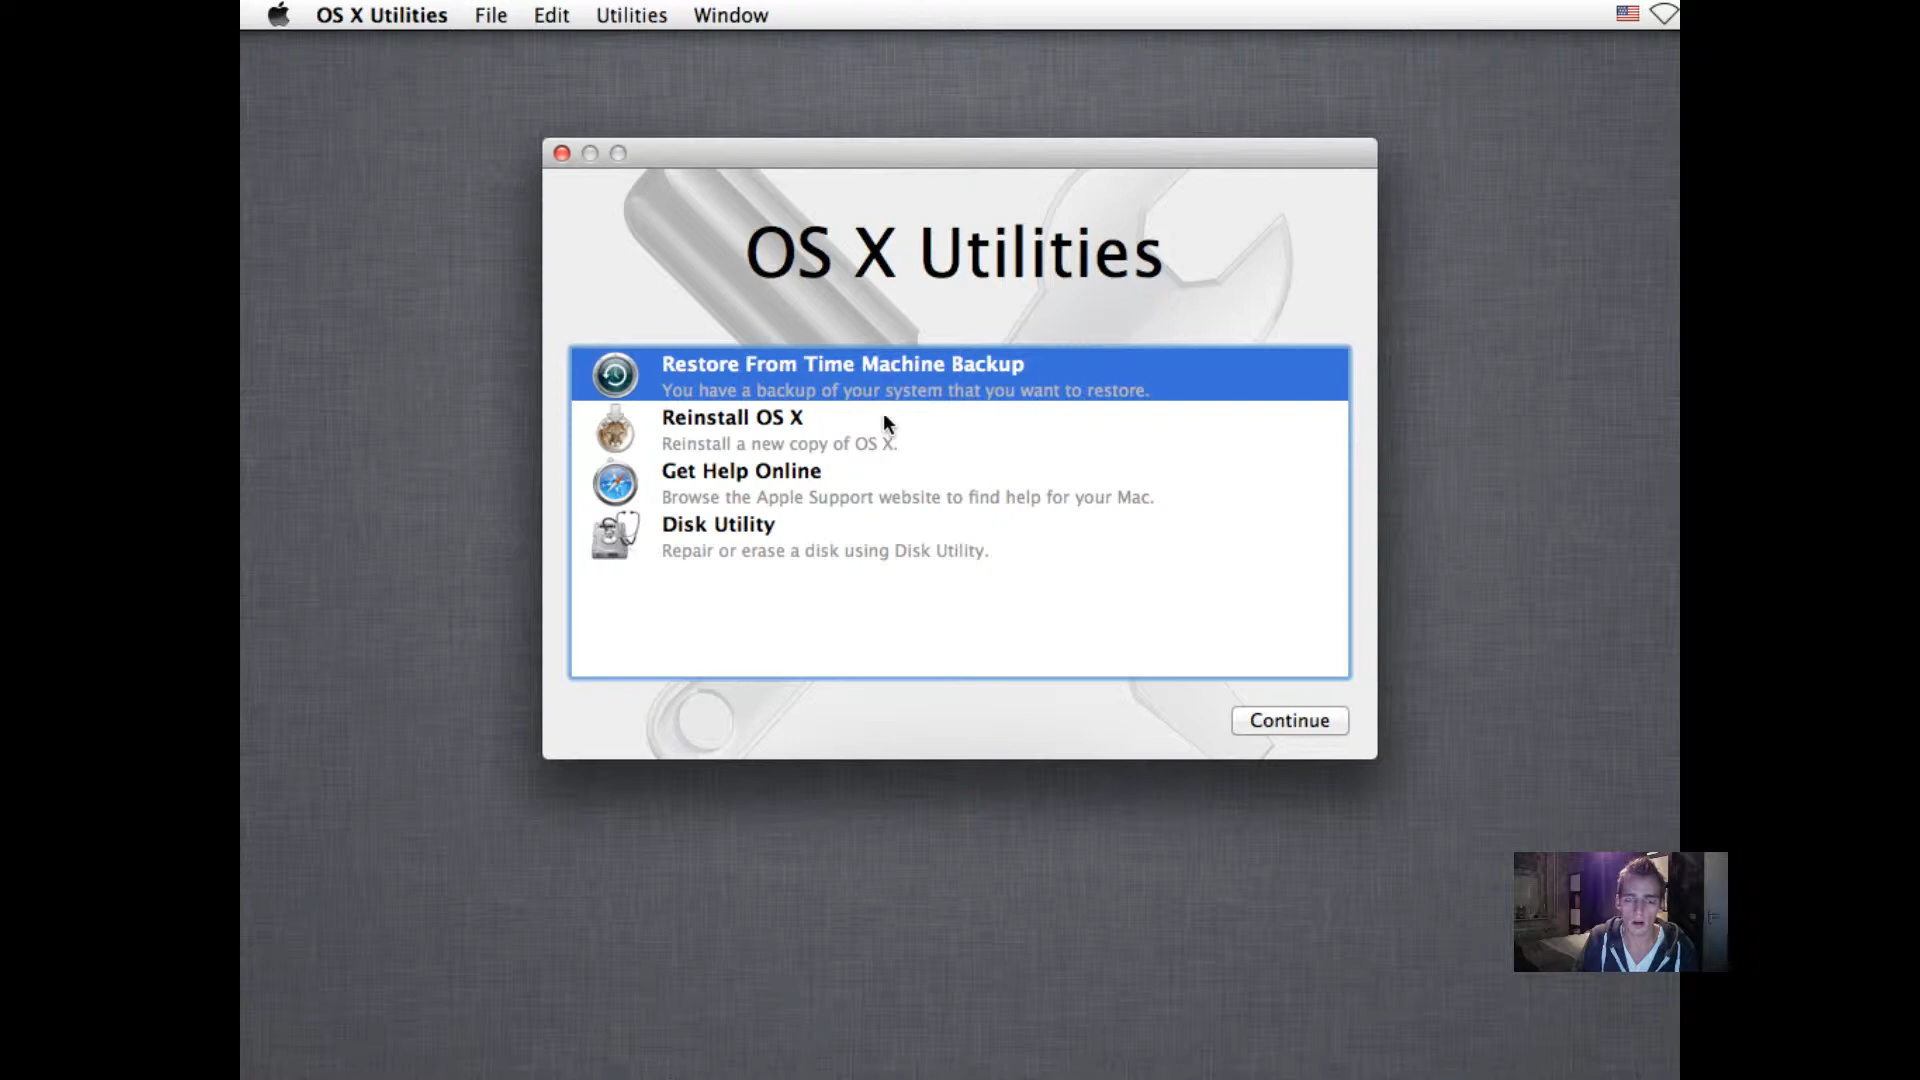 OS X Utilities File Edit Utilities Window
OS X Utilities
Restore From Time Machine Backup
You have a backup of your system that you want to restore.
Reinstall OS X
Reinstall a new copy of OS X.
Get Help Online
Browse the Apple Support website to find help for your Mac.
Disk Utility
Repair or erase a disk using Disk Utility.
Continue